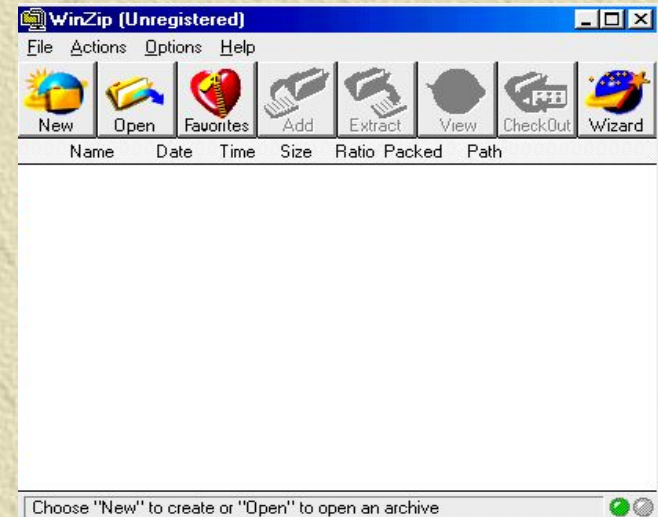 WinZip (Unregistered)
File Actions Options Help
New Open Favorites Add Extract View CheckOut Wizard
Name Date Time Size Ratio Packed Path
Choose "New" to create or "Open" to open an archive